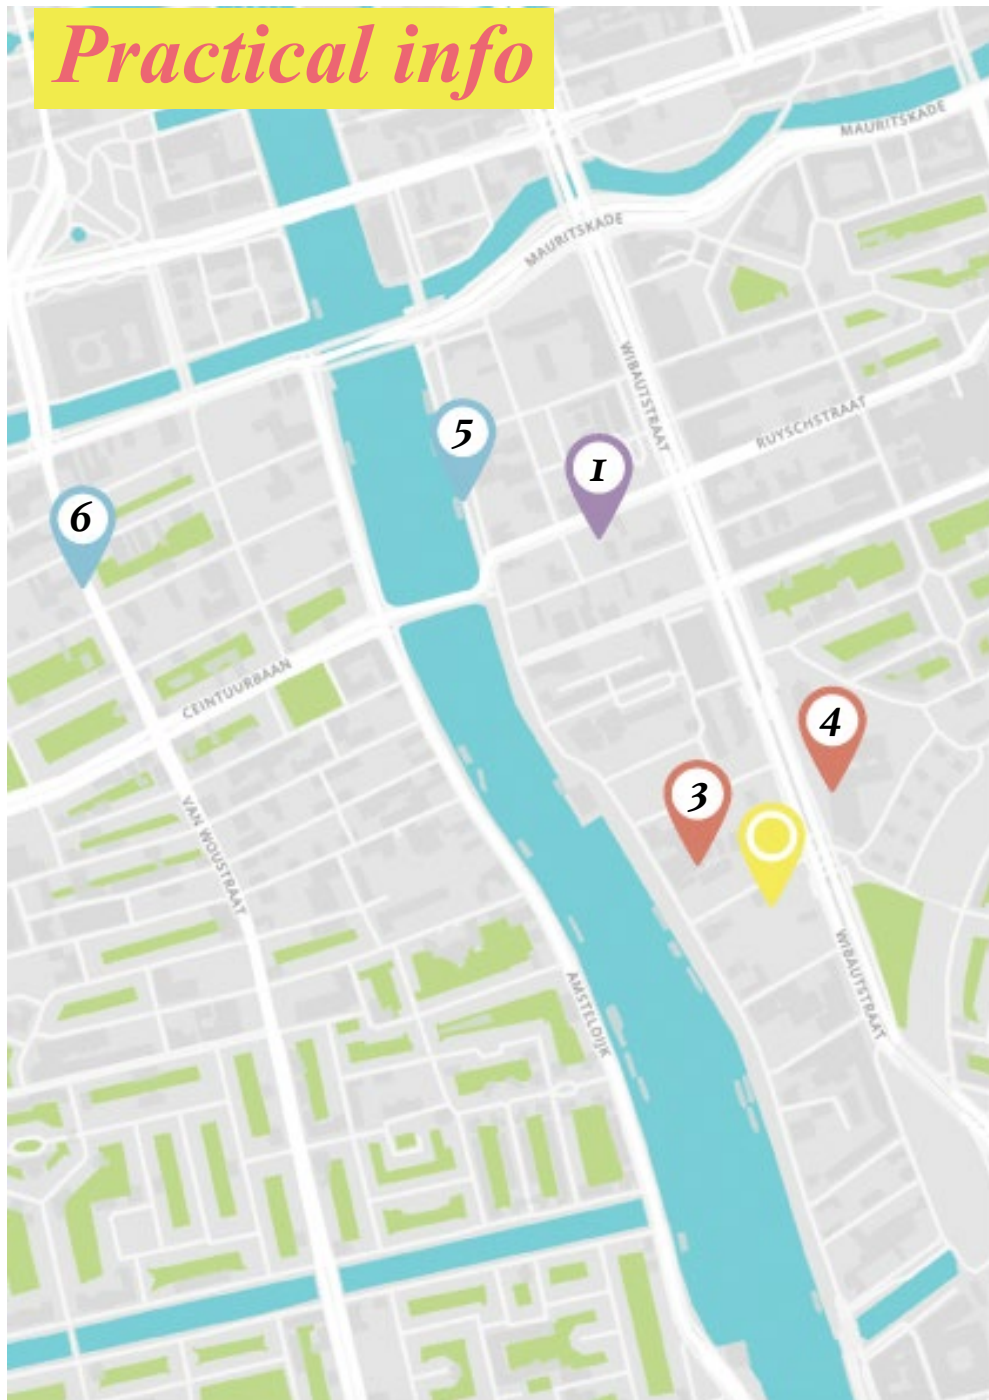 Practical info
MAURITSKADE
MAURITSKADE
WIBAUTSTRAAT
RUYSCHSTRAAT
5
1
6
CEINTUURBAAN
4
3
VAN WOUSTRAAT
WIBAUTSTRAAT
AMSTELDIJK